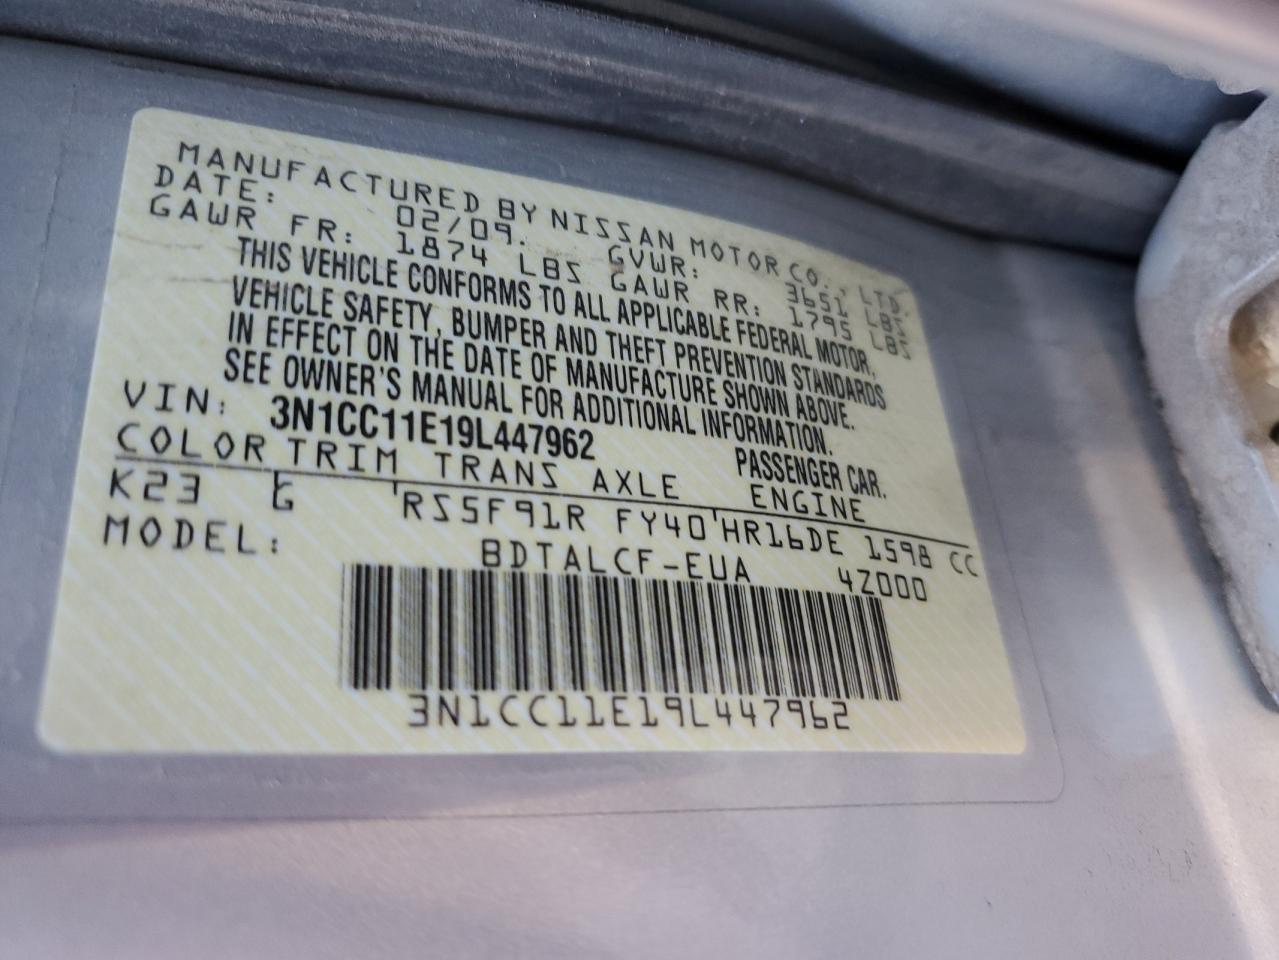 MANUFACTURED BY NISSAN MOTOR CO., LTD.
DATE: 02/09. GVWR: 3651 LBS
GAWR FR: 1874 LBS GAWR RR: 1795 LBS
THIS VEHICLE CONFORMS TO ALL APPLICABLE FEDERAL MOTOR
VEHICLE SAFETY, BUMPER AND THEFT PREVENTION STANDARDS
IN EFFECT ON THE DATE OF MANUFACTURE SHOWN ABOVE.
SEE OWNER'S MANUAL FOR ADDITIONAL INFORMATION.
VIN: 3N1CC11E19L447962 PASSENGER CAR.
COLOR TRIM TRANS AXLE ENGINE
K23 G RS5F91R FY40 HR16DE 1598 CC
MODEL: BDTALCF-EUA 4Z000
3N1CC11E19L447962